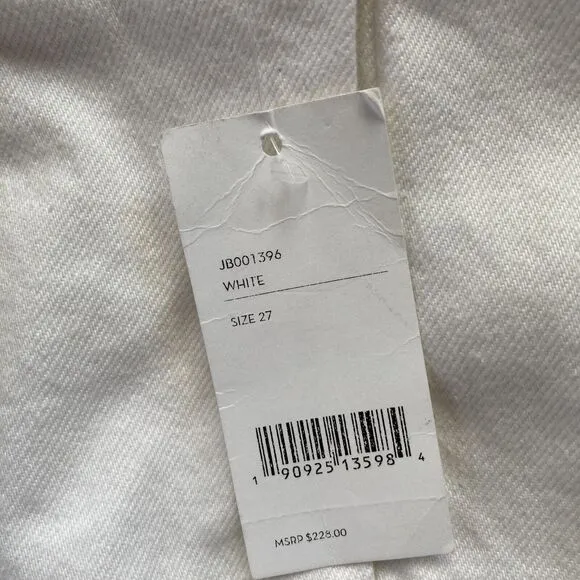 JB001396
WHITE
SIZE 27
1 90925 13598 4
MSRP $228.00